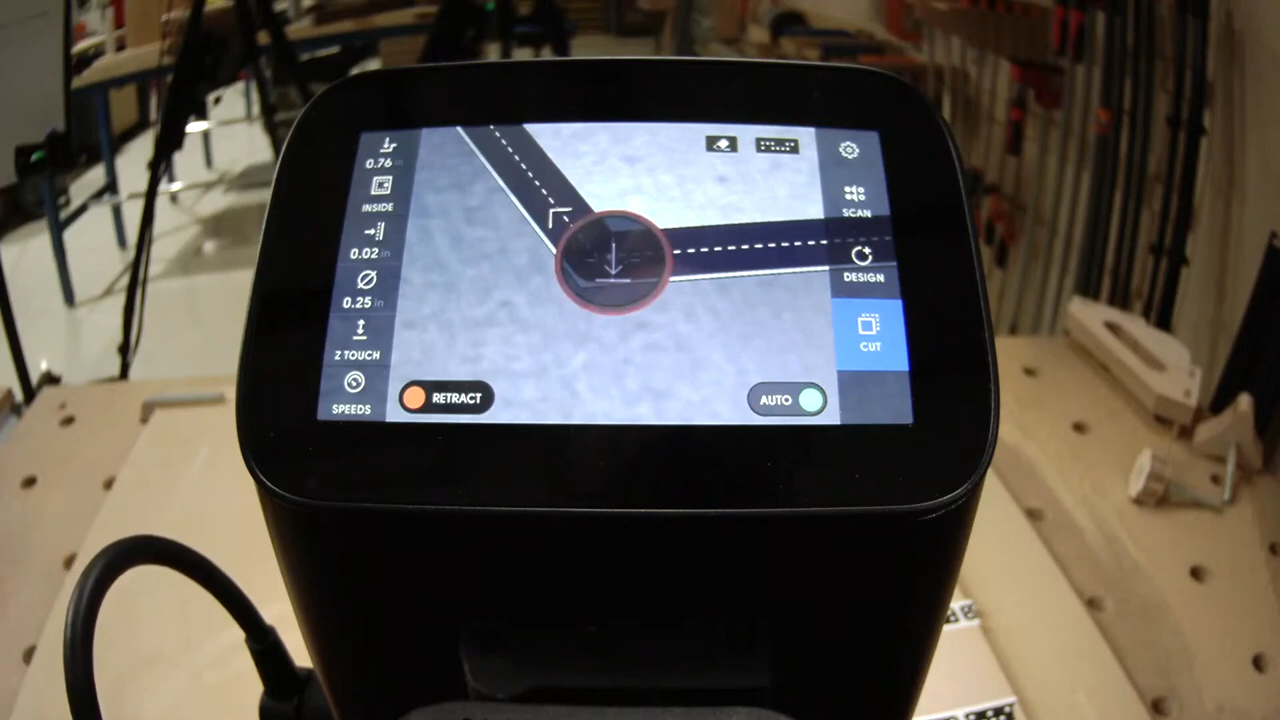 0.76 in
INSIDE
0.02 in
0.25 in
Z TOUCH
SPEEDS
RETRACT
AUTO
SCAN
DESIGN
CUT